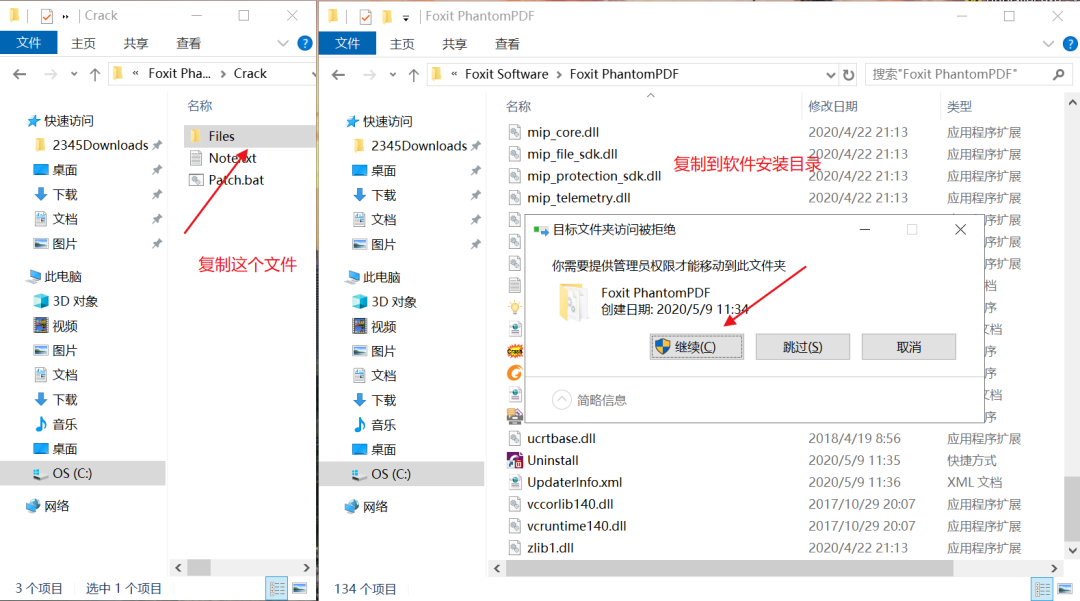 Crack
文件 主页 共享 查看
« Foxit Pha... › Crack
名称
快速访问
2345Downloads
桌面
下载
文档
图片
此电脑
3D 对象
视频
图片
文档
下载
音乐
桌面
OS (C:)
网络
Files
Note.txt
Patch.bat
复制这个文件
3 个项目 选中 1 个项目
Foxit PhantomPDF
文件 主页 共享 查看
« Foxit Software › Foxit PhantomPDF
搜索"Foxit PhantomPDF"
快速访问
2345Downloads
桌面
下载
文档
图片
此电脑
3D 对象
视频
图片
文档
下载
音乐
桌面
OS (C:)
网络
名称 修改日期 类型
mip_core.dll 2020/4/22 21:13 应用程序扩展
mip_file_sdk.dll 2020/4/22 21:13 应用程序扩展
mip_protection_sdk.dll 2020/4/22 21:13 应用程序扩展
mip_telemetry.dll 2020/4/22 21:13 应用程序扩展
复制到软件安装目录
目标文件夹访问被拒绝
你需要提供管理员权限才能移动到此文件夹
Foxit PhantomPDF
创建日期: 2020/5/9 11:34
继续(C) 跳过(S) 取消
简略信息
ucrtbase.dll 2018/4/19 8:56 应用程序扩展
Uninstall 2020/5/9 11:35 快捷方式
UpdaterInfo.xml 2020/5/9 11:36 XML 文档
vccorlib140.dll 2017/10/29 20:07 应用程序扩展
vcruntime140.dll 2017/10/29 20:07 应用程序扩展
zlib1.dll 2020/4/22 21:13 应用程序扩展
134 个项目